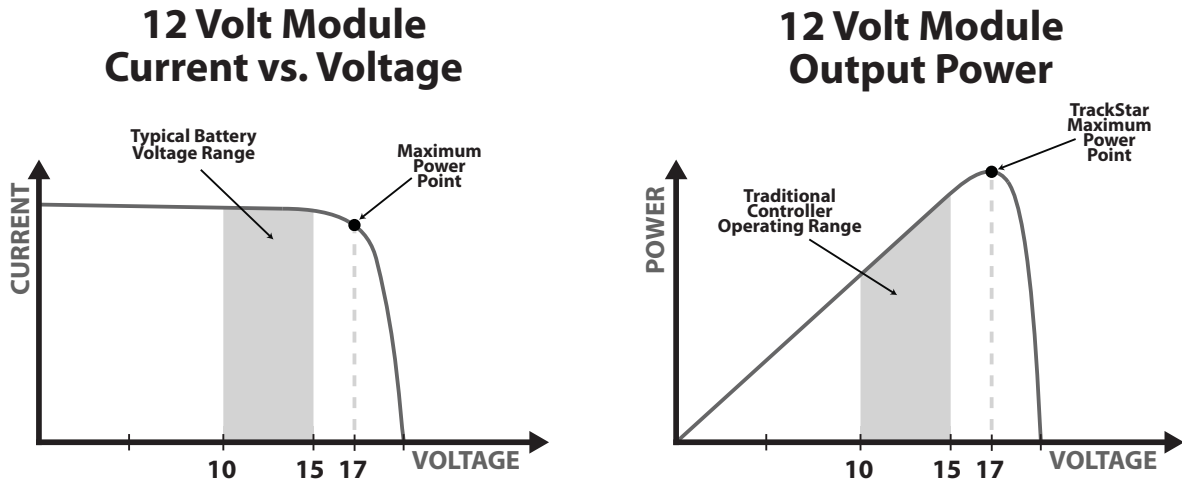 12 Volt Module
Current vs. Voltage
Typical Battery
Voltage Range
Maximum
Power
Point
CURRENT
10 15 17
VOLTAGE
12 Volt Module
Output Power
TrackStar
Maximum
Power
Point
Traditional
Controller
Operating Range
POWER
10 15 17
VOLTAGE